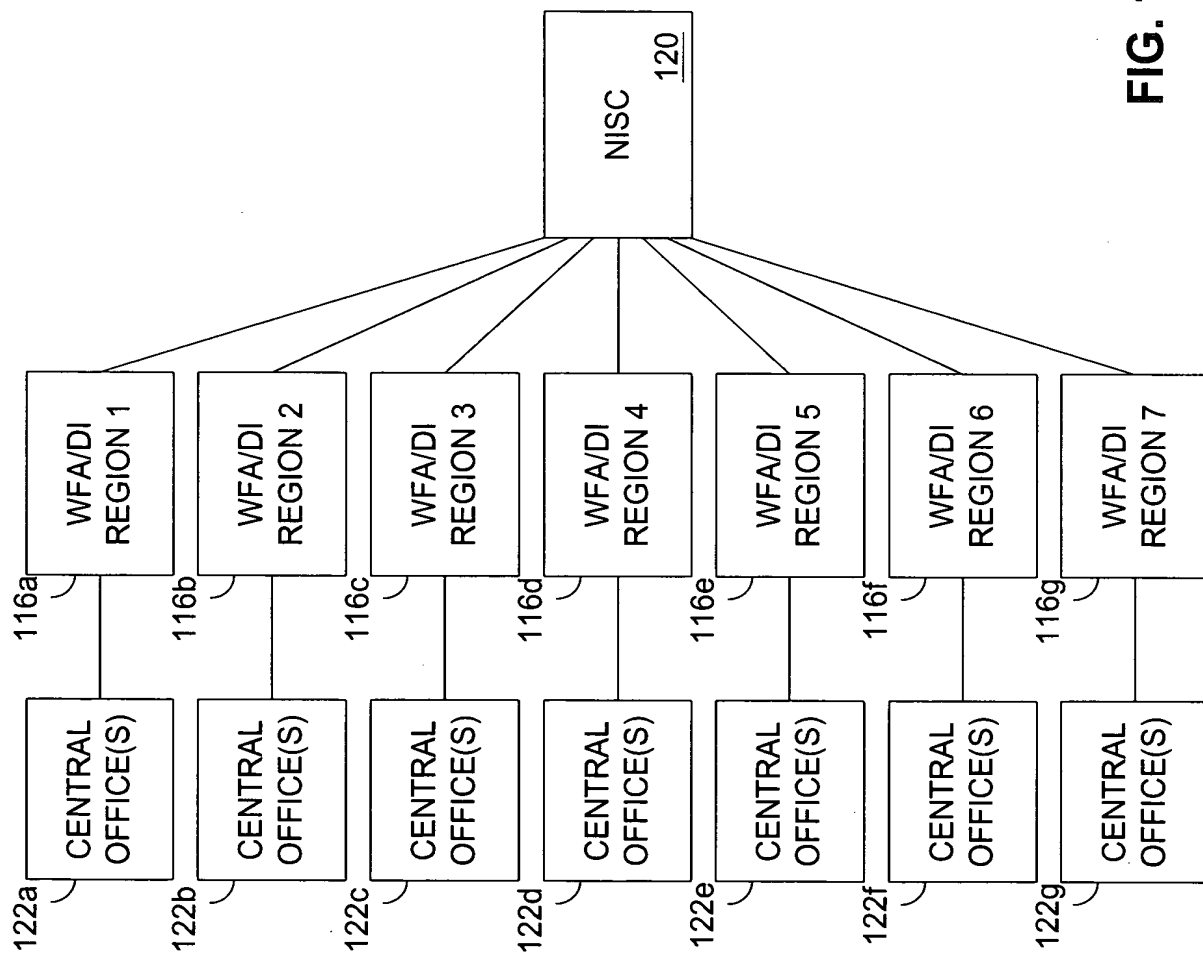 122a
CENTRAL
OFFICE(S)
116a
WFA/DI
REGION 1
122b
CENTRAL
OFFICE(S)
116b
WFA/DI
REGION 2
122c
CENTRAL
OFFICE(S)
116c
WFA/DI
REGION 3
122d
CENTRAL
OFFICE(S)
116d
WFA/DI
REGION 4
NISC
120
122e
CENTRAL
OFFICE(S)
116e
WFA/DI
REGION 5
122f
CENTRAL
OFFICE(S)
116f
WFA/DI
REGION 6
122g
CENTRAL
OFFICE(S)
116g
WFA/DI
REGION 7
FIG.